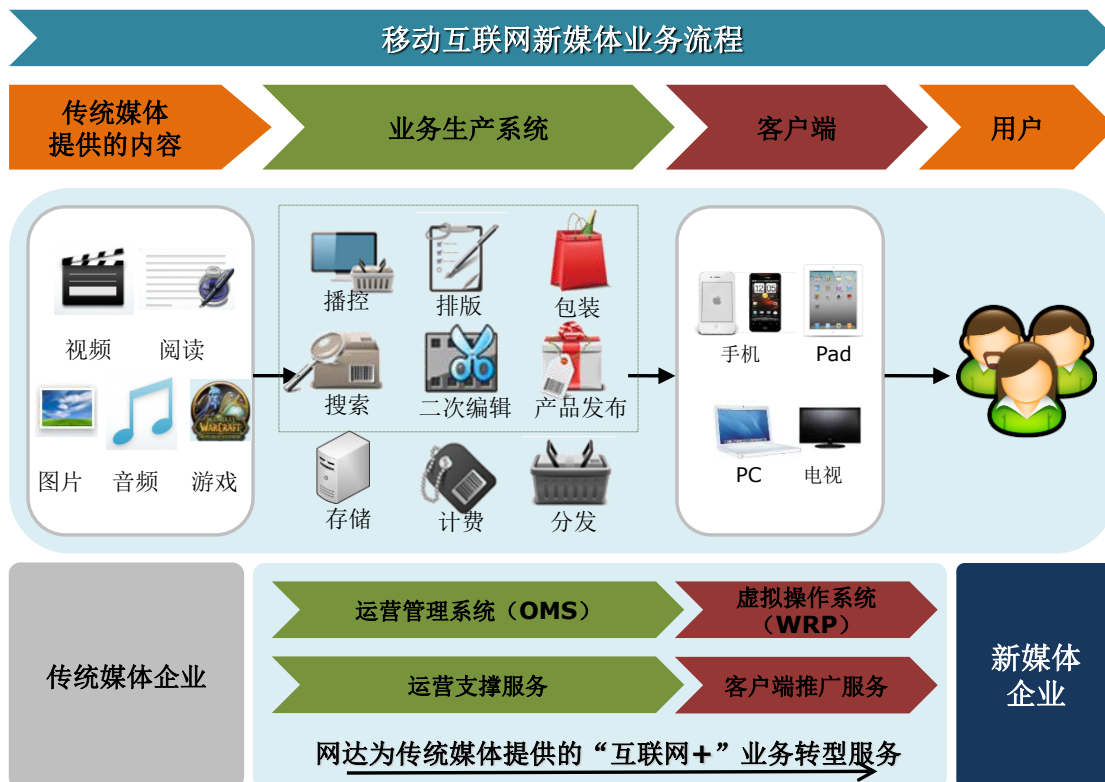 移动互联网新媒体业务流程
传统媒体
提供的内容
业务生产系统
客户端
用户
视频
阅读
图片
音频
游戏
WARCRAFT
播控
排版
包装
搜索
二次编辑
产品发布
存储
计费
分发
手机
Pad
PC
电视
传统媒体企业
运营管理系统（OMS）
虚拟操作系统
（WRP）
运营支撑服务
客户端推广服务
网达为传统媒体提供的“互联网+”业务转型服务
新媒体
企业